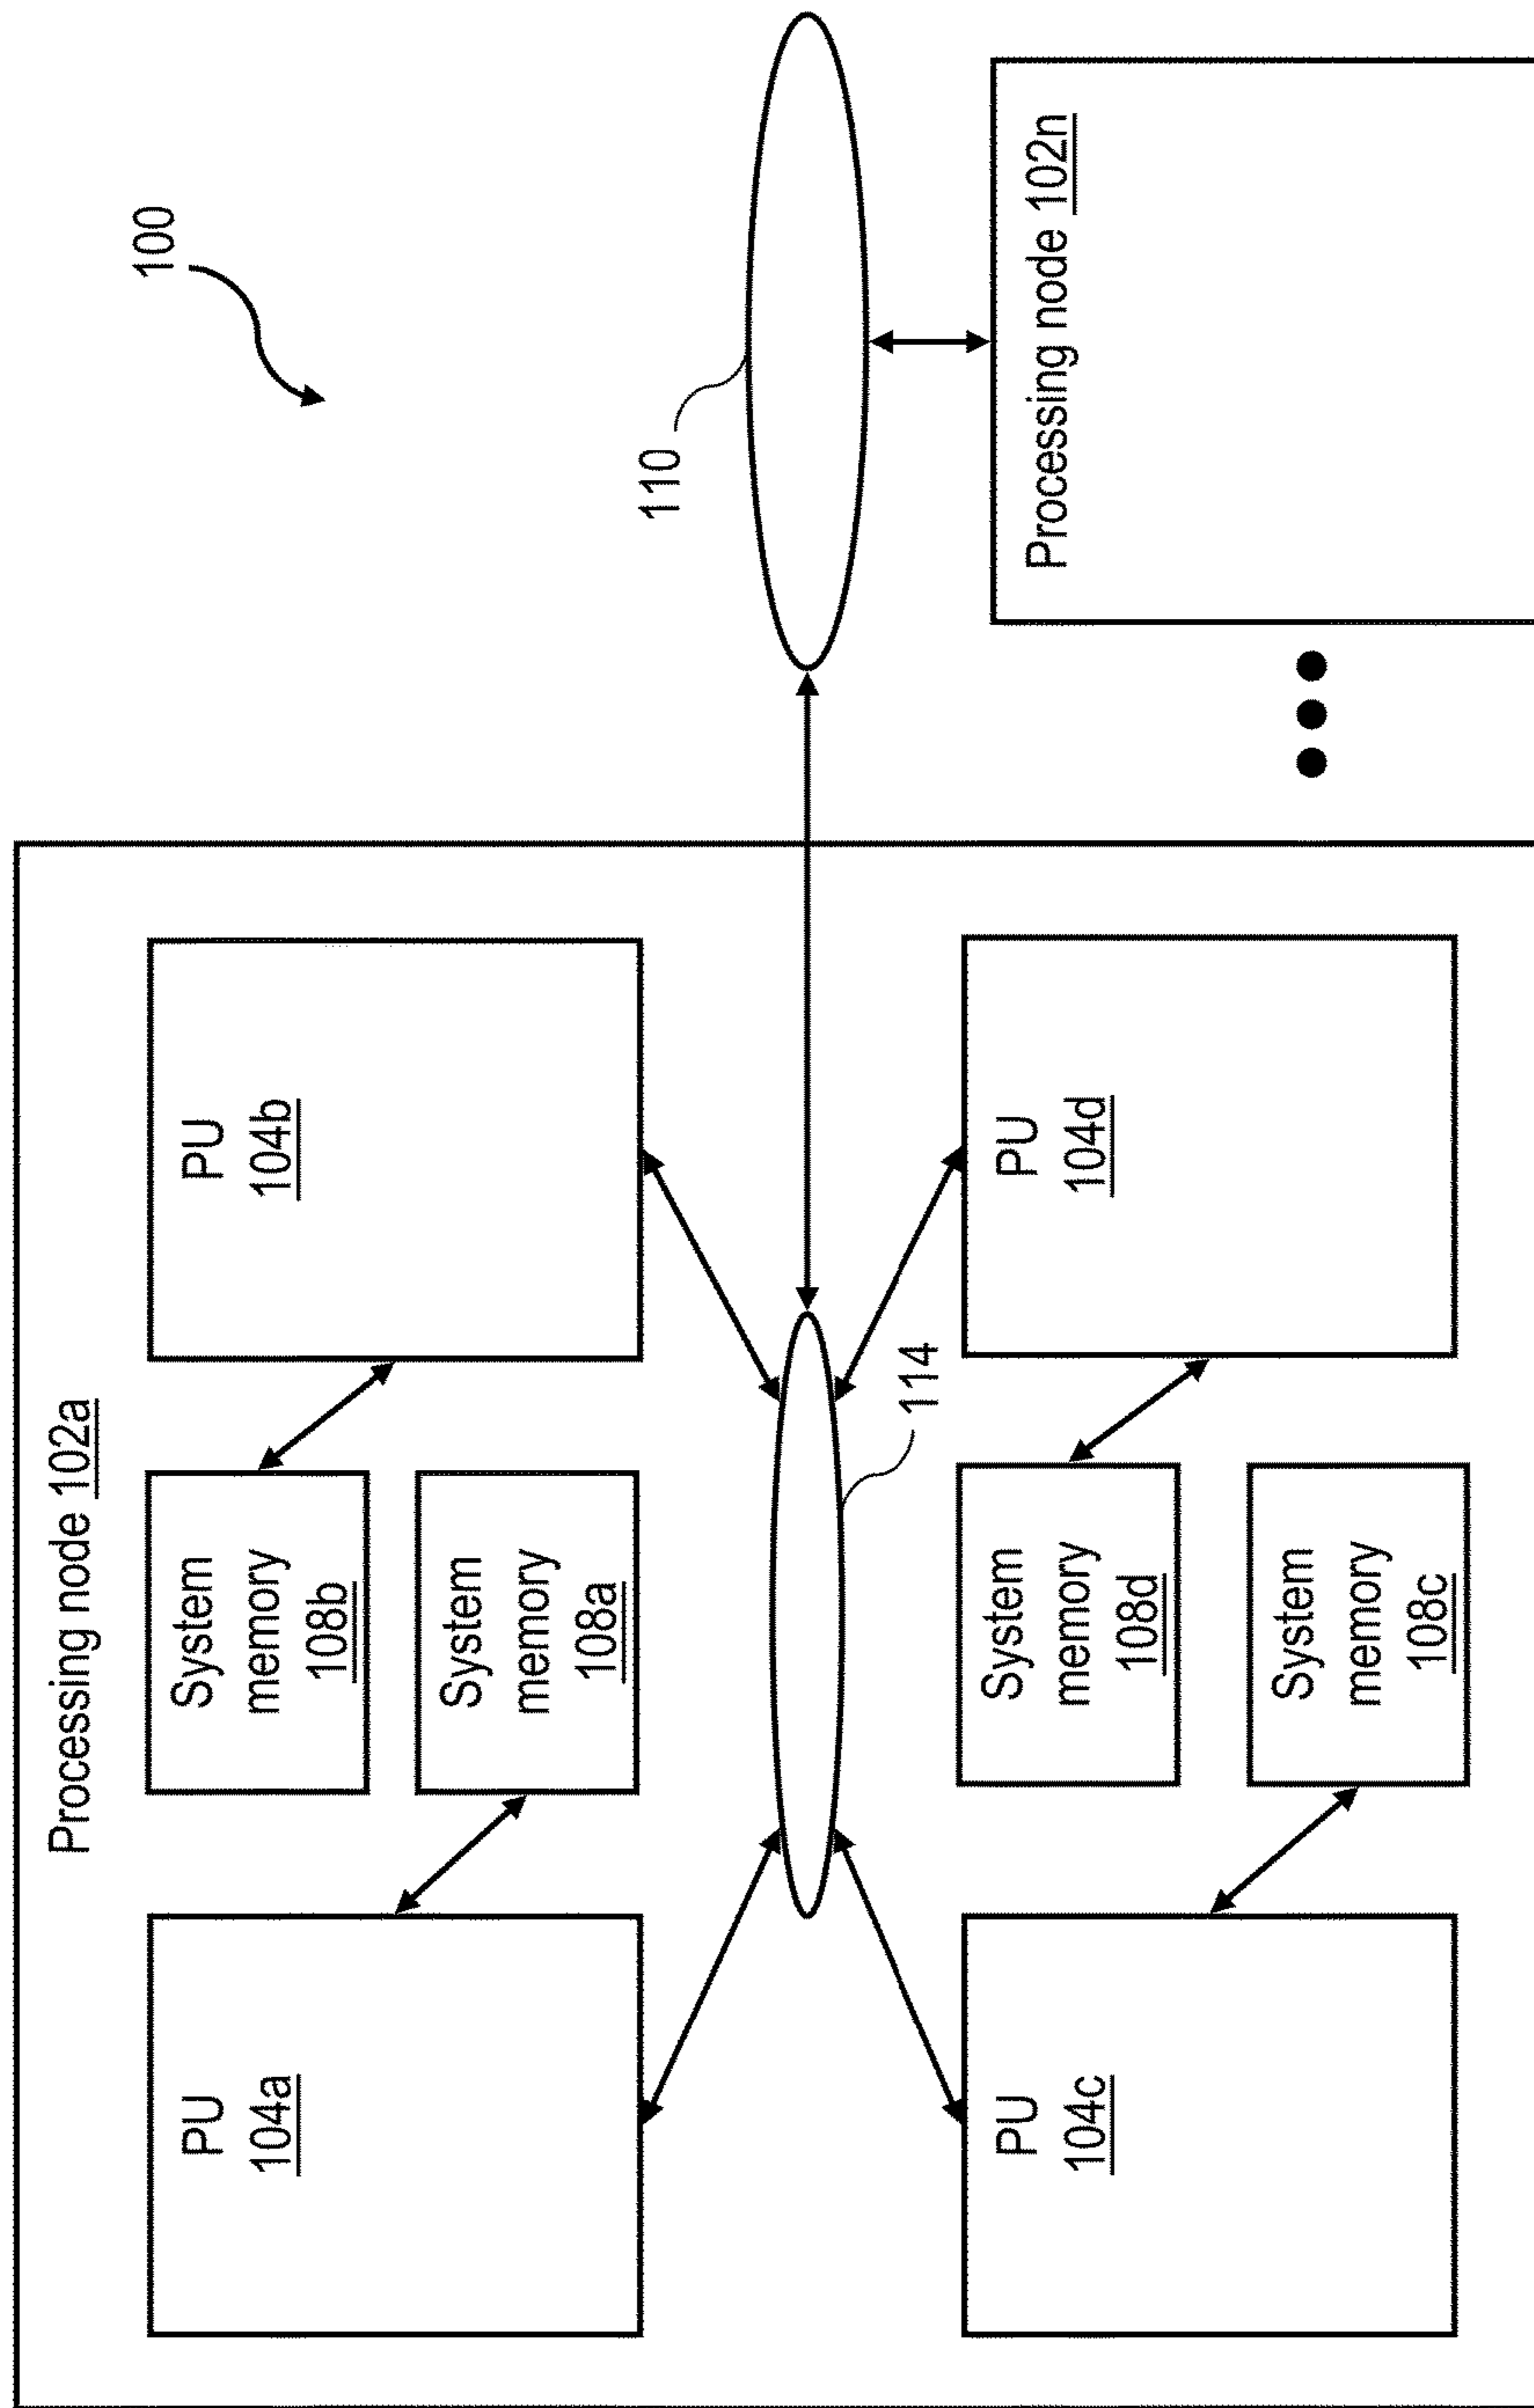 100
Processing node 102a
PU
104a
System
memory
108b
System
memory
108a
PU
104b
110
114
PU
104c
System
memory
108d
System
memory
108c
PU
104d
Processing node 102n